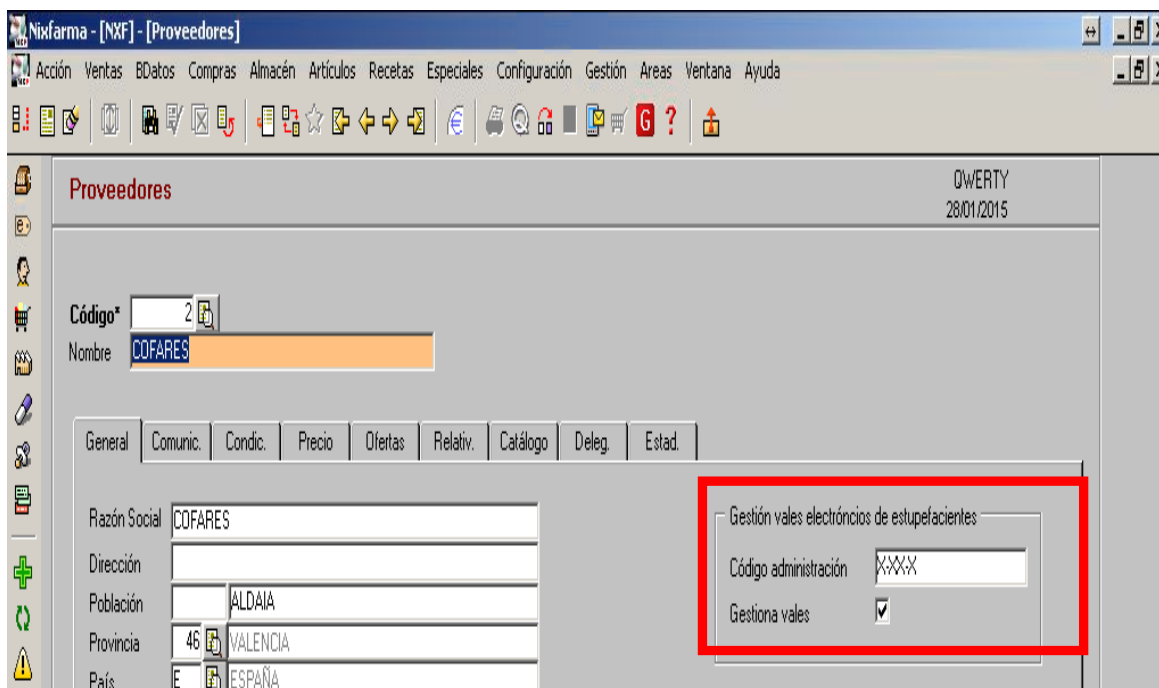 Nixfarma - [NXF] - [Proveedores]
Acción Ventas BDatos Compras Almacén Artículos Recetas Especiales Configuración Gestión Areas Ventana Ayuda
G ?
Proveedores
QWERTY
28/01/2015
Código* 2
Nombre COFARES
General Comunic. Condic. Precio Ofertas Relativ. Catálogo Deleg. Estad.
Razón Social COFARES
Dirección
Población ALDAIA
Provincia 46 VALENCIA
País E ESPAÑA
Gestión vales electróncios de estupefacientes
Código administración X-XX-X
Gestiona vales